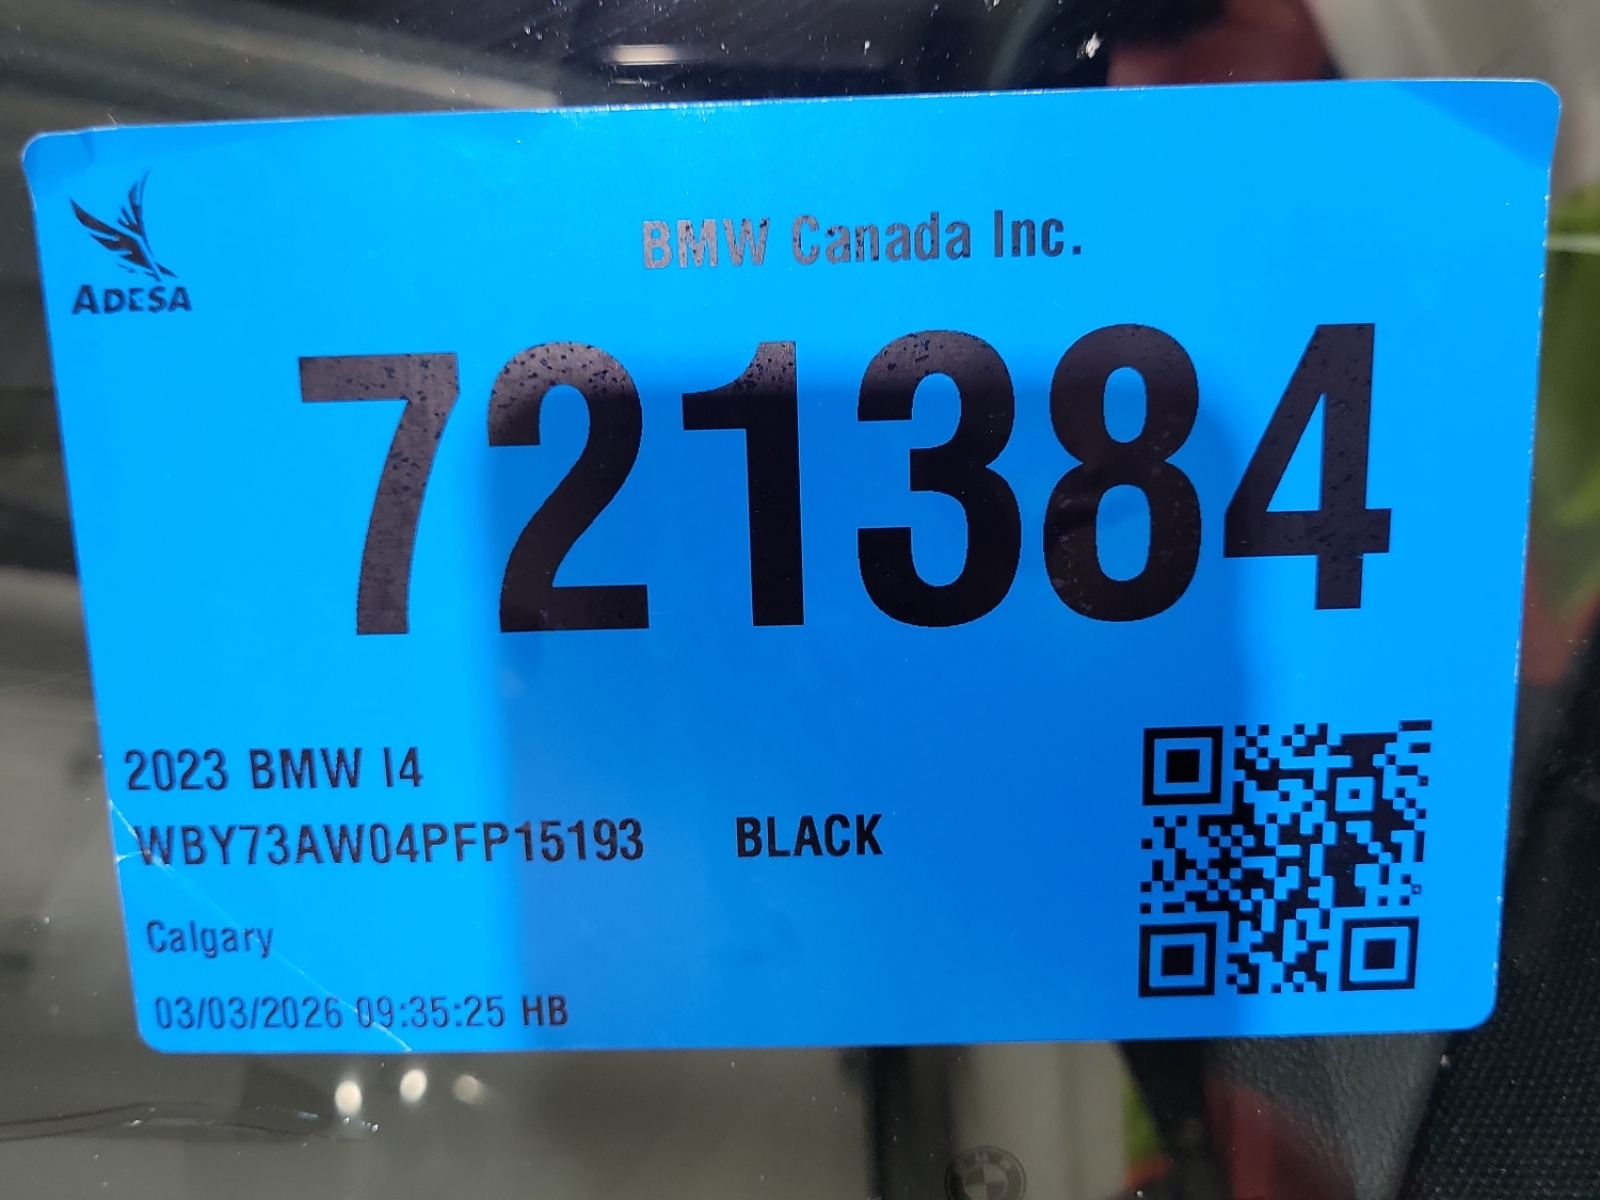 ADESA
BMW Canada Inc.
721384
2023 BMW I4
WBY73AW04PFP15193 BLACK
Calgary
03/03/2026 09:35:25 HB